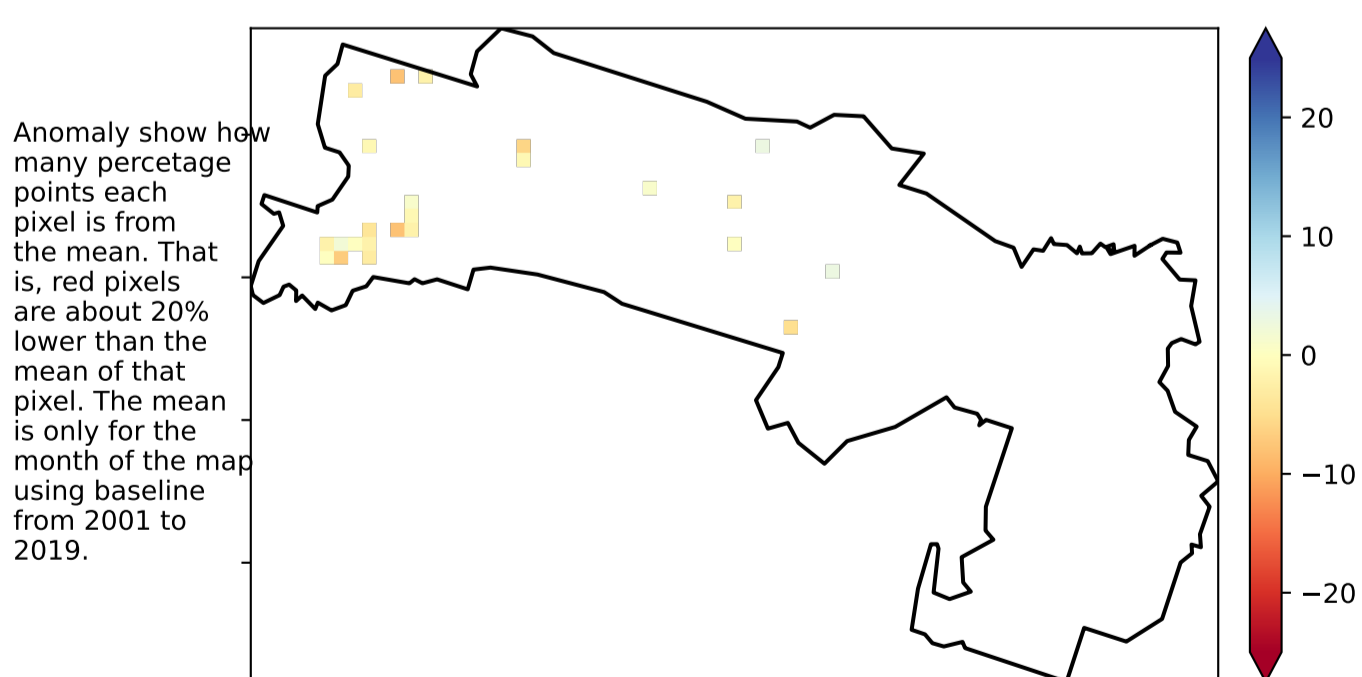 Anomaly show how
many percetage
points each
pixel is from
the mean. That
is, red pixels
are about 20%
lower than the
mean of that
pixel. The mean
is only for the
month of the map
using baseline
from 2001 to
2019.
20
10
0
−10
−20